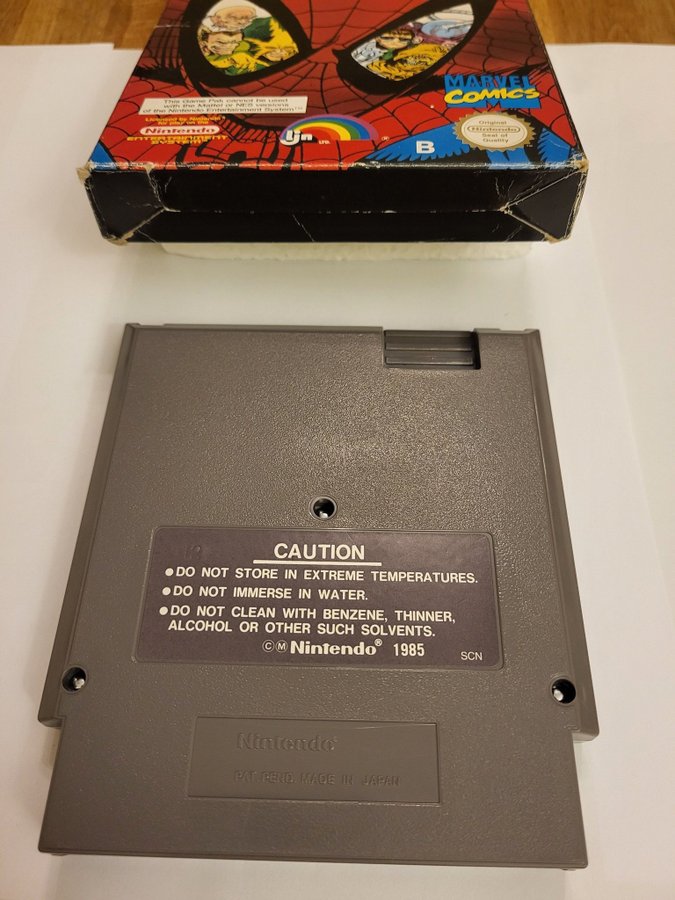 MARVEL
COMICS
This Game Pak cannot be used
with the Mattel or NES versions
of the Nintendo Entertainment System™
Licensed by Nintendo®
for play on the
Nintendo
ENTERTAINMENT
SYSTEM
LJN LTD. ®
B
Original
Nintendo
Seal of
Quality
CAUTION
●DO NOT STORE IN EXTREME TEMPERATURES.
●DO NOT IMMERSE IN WATER.
●DO NOT CLEAN WITH BENZENE, THINNER,
ALCOHOL OR OTHER SUCH SOLVENTS.
©Ⓜ Nintendo® 1985
SCN
Nintendo®
PAT. PEND. MADE IN JAPAN